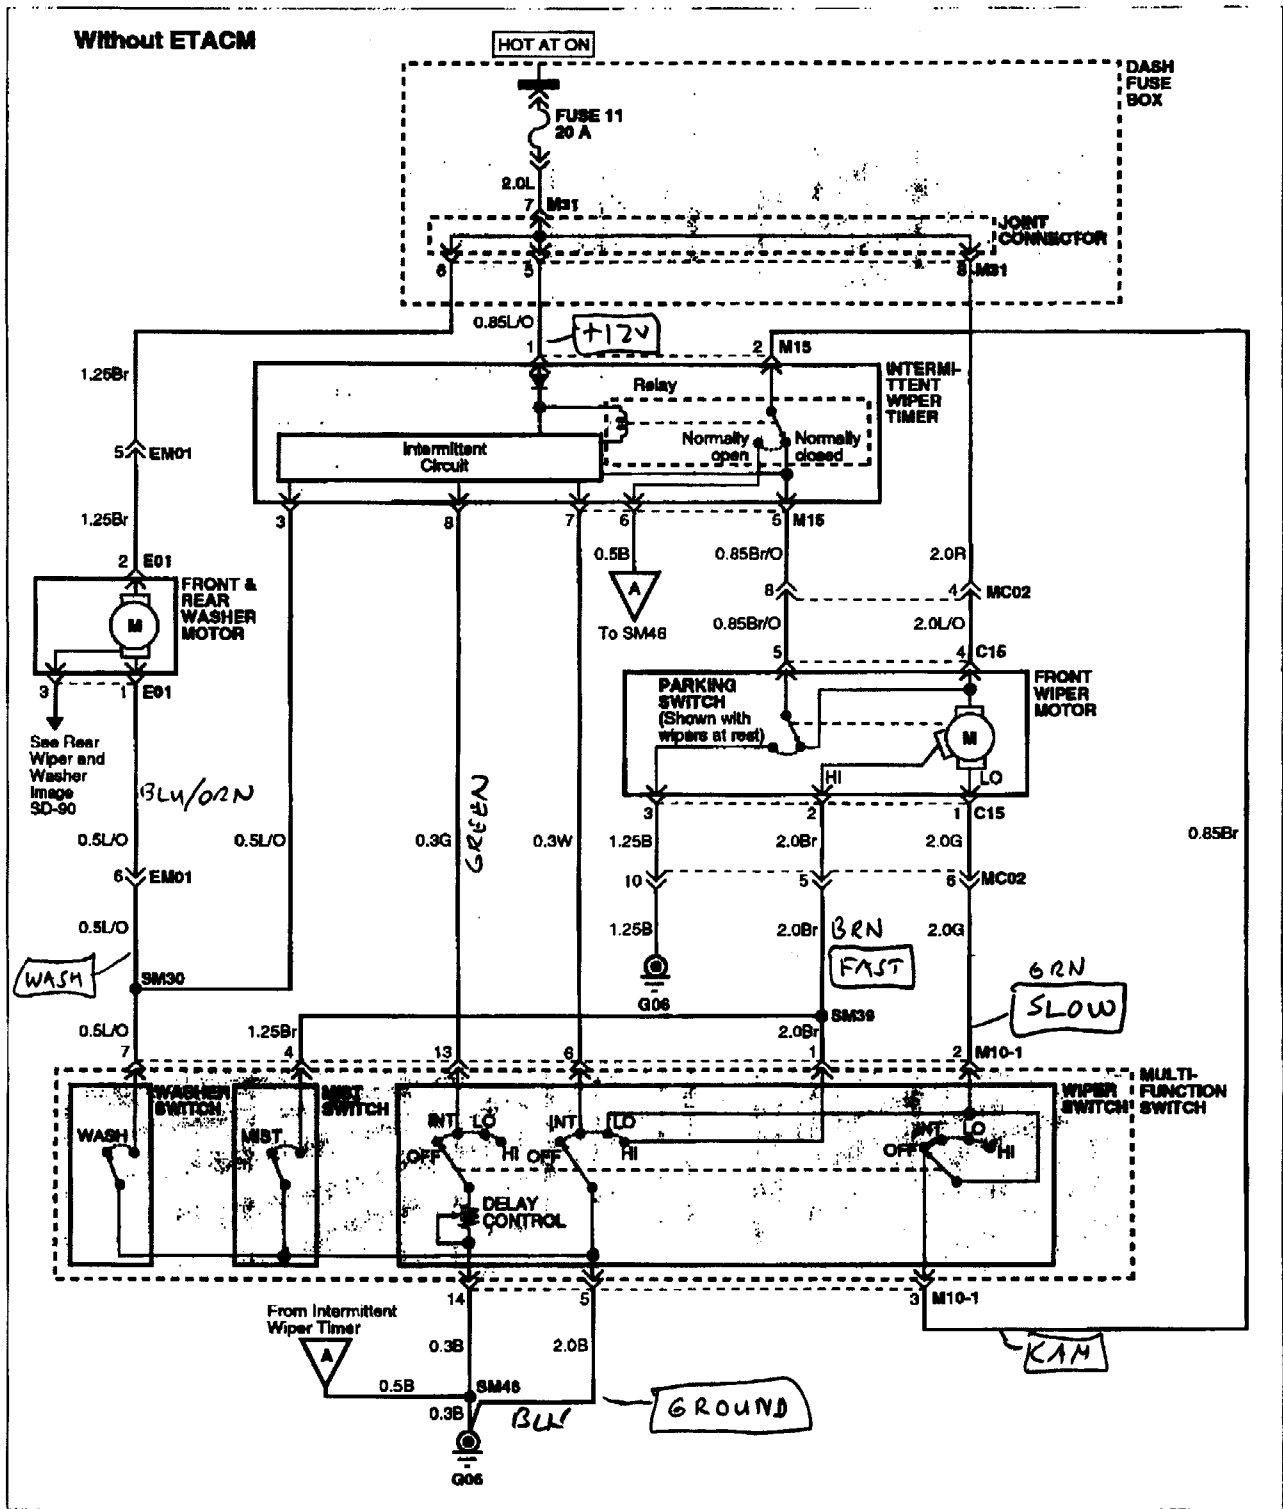 Without ETACM
HOT AT ON
DASH
FUSE
BOX
FUSE 11
20 A
2.0L
7 M31
JOINT
CONNECTOR
6
5
8 M31
0.85L/O
+12V
1
2 M15
1.25Br
Relay
INTERMI-
TTENT
WIPER
TIMER
Intermittent
Circuit
Normally
open
Normally
closed
5 EM01
1.25Br
3
8
7
6
5 M15
2 E01
0.5B
0.85Br/O
2.0R
FRONT &
REAR
WASHER
MOTOR
M
A
8
4 MC02
To SM46
0.85Br/O
2.0L/O
5
4 C15
3
1 E01
PARKING
SWITCH
(Shown with
wipers at rest)
M
FRONT
WIPER
MOTOR
See Rear
Wiper and
Washer
Image
SD-90
BLU/ORN
GREEN
HI
LO
3
2
1 C15
0.5L/O
0.5L/O
0.3G
0.3W
1.25B
2.0Br
2.0G
0.85Br
6 EM01
10
5
6 MC02
0.5L/O
1.25B
2.0Br
BRN
FAST
2.0G
GRN
SLOW
WASH
SM30
G06
SM39
0.5L/O
1.25Br
2.0Br
7
4
13
6
1
2 M10-1
WASHER
SWITCH
MIST
SWITCH
WIPER
SWITCH
MULTI-
FUNCTION
SWITCH
WASH
MIST
OFF
INT
LO
HI
OFF
INT
LO
HI
OFF
INT
LO
HI
DELAY
CONTROL
14
5
3 M10-1
From Intermittent
Wiper Timer
A
0.3B
2.0B
KAM
0.5B
SM46
0.3B
BLK
GROUND
G06